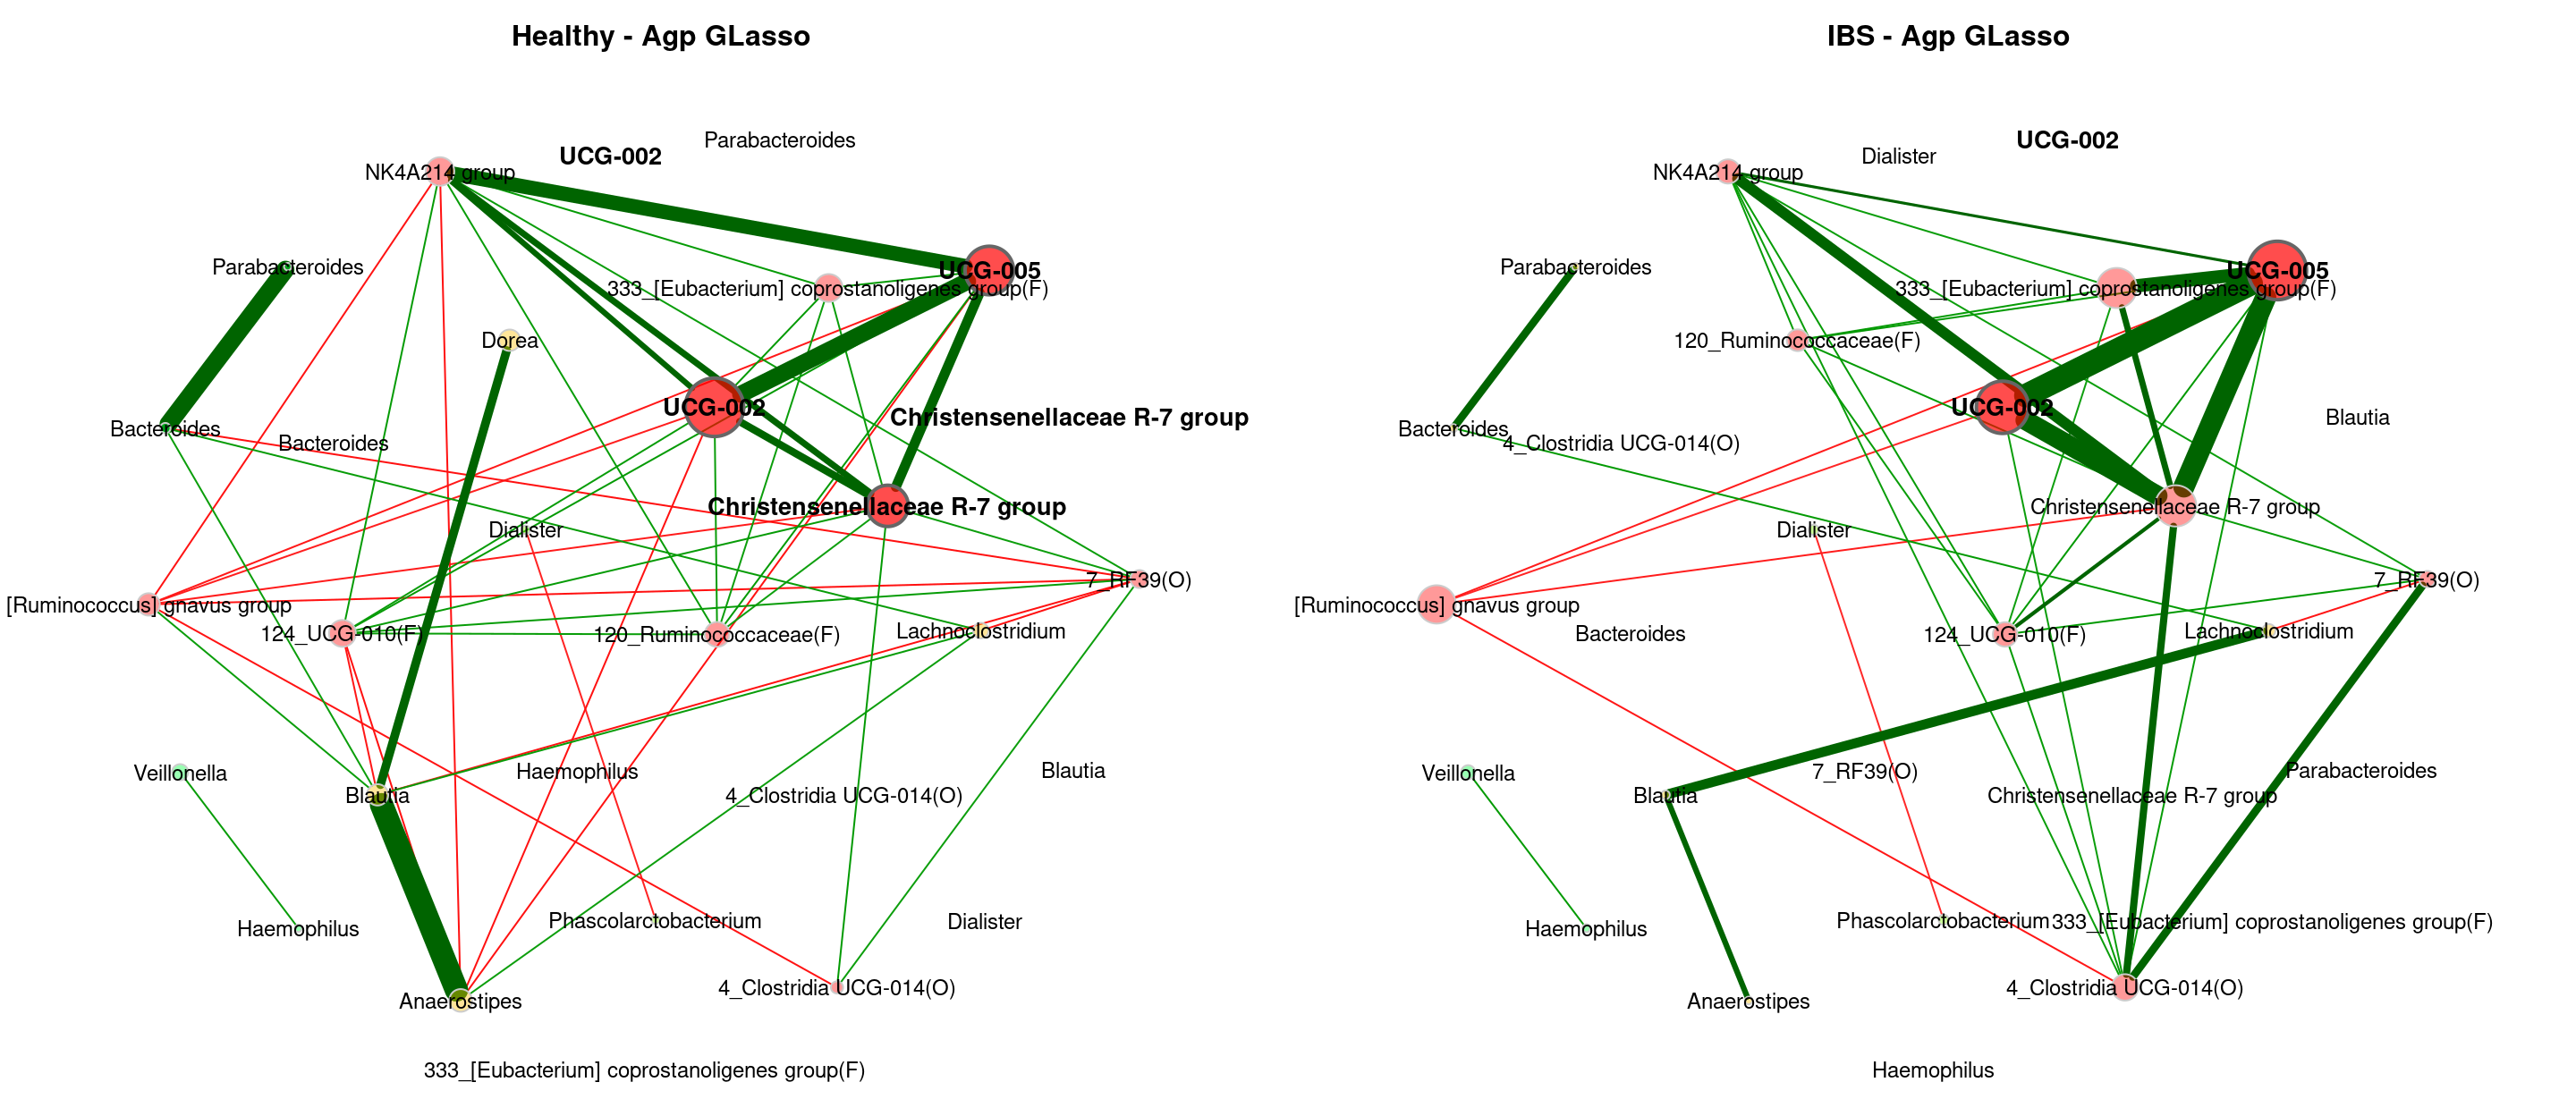 Healthy - Agp GLasso
Parabacteroides
UCG-002
NK4A214 group
Parabacteroides
UCG-005
333_[Eubacterium] coprostanoligenes group(F)
Dorea
UCG-002
Christensenellaceae R-7 group
Bacteroides
Bacteroides
Christensenellaceae R-7 group
Dialister
7_RF39(O)
[Ruminococcus] gnavus group
124_UCG-010(F)
120_Ruminococcaceae(F)
Lachnoclostridium
Veillonella
Haemophilus
Blautia
Blautia
4_Clostridia UCG-014(O)
Haemophilus
Phascolarctobacterium
Dialister
Anaerostipes
4_Clostridia UCG-014(O)
333_[Eubacterium] coprostanoligenes group(F)
IBS - Agp GLasso
UCG-002
Dialister
NK4A214 group
Parabacteroides
UCG-005
333_[Eubacterium] coprostanoligenes group(F)
120_Ruminococcaceae(F)
UCG-002
Blautia
Bacteroides
4_Clostridia UCG-014(O)
Christensenellaceae R-7 group
Dialister
7_RF39(O)
[Ruminococcus] gnavus group
Bacteroides
124_UCG-010(F)
Lachnoclostridium
Veillonella
7_RF39(O)
Parabacteroides
Blautia
Christensenellaceae R-7 group
Haemophilus
Phascolarctobacterium
333_[Eubacterium] coprostanoligenes group(F)
Anaerostipes
4_Clostridia UCG-014(O)
Haemophilus